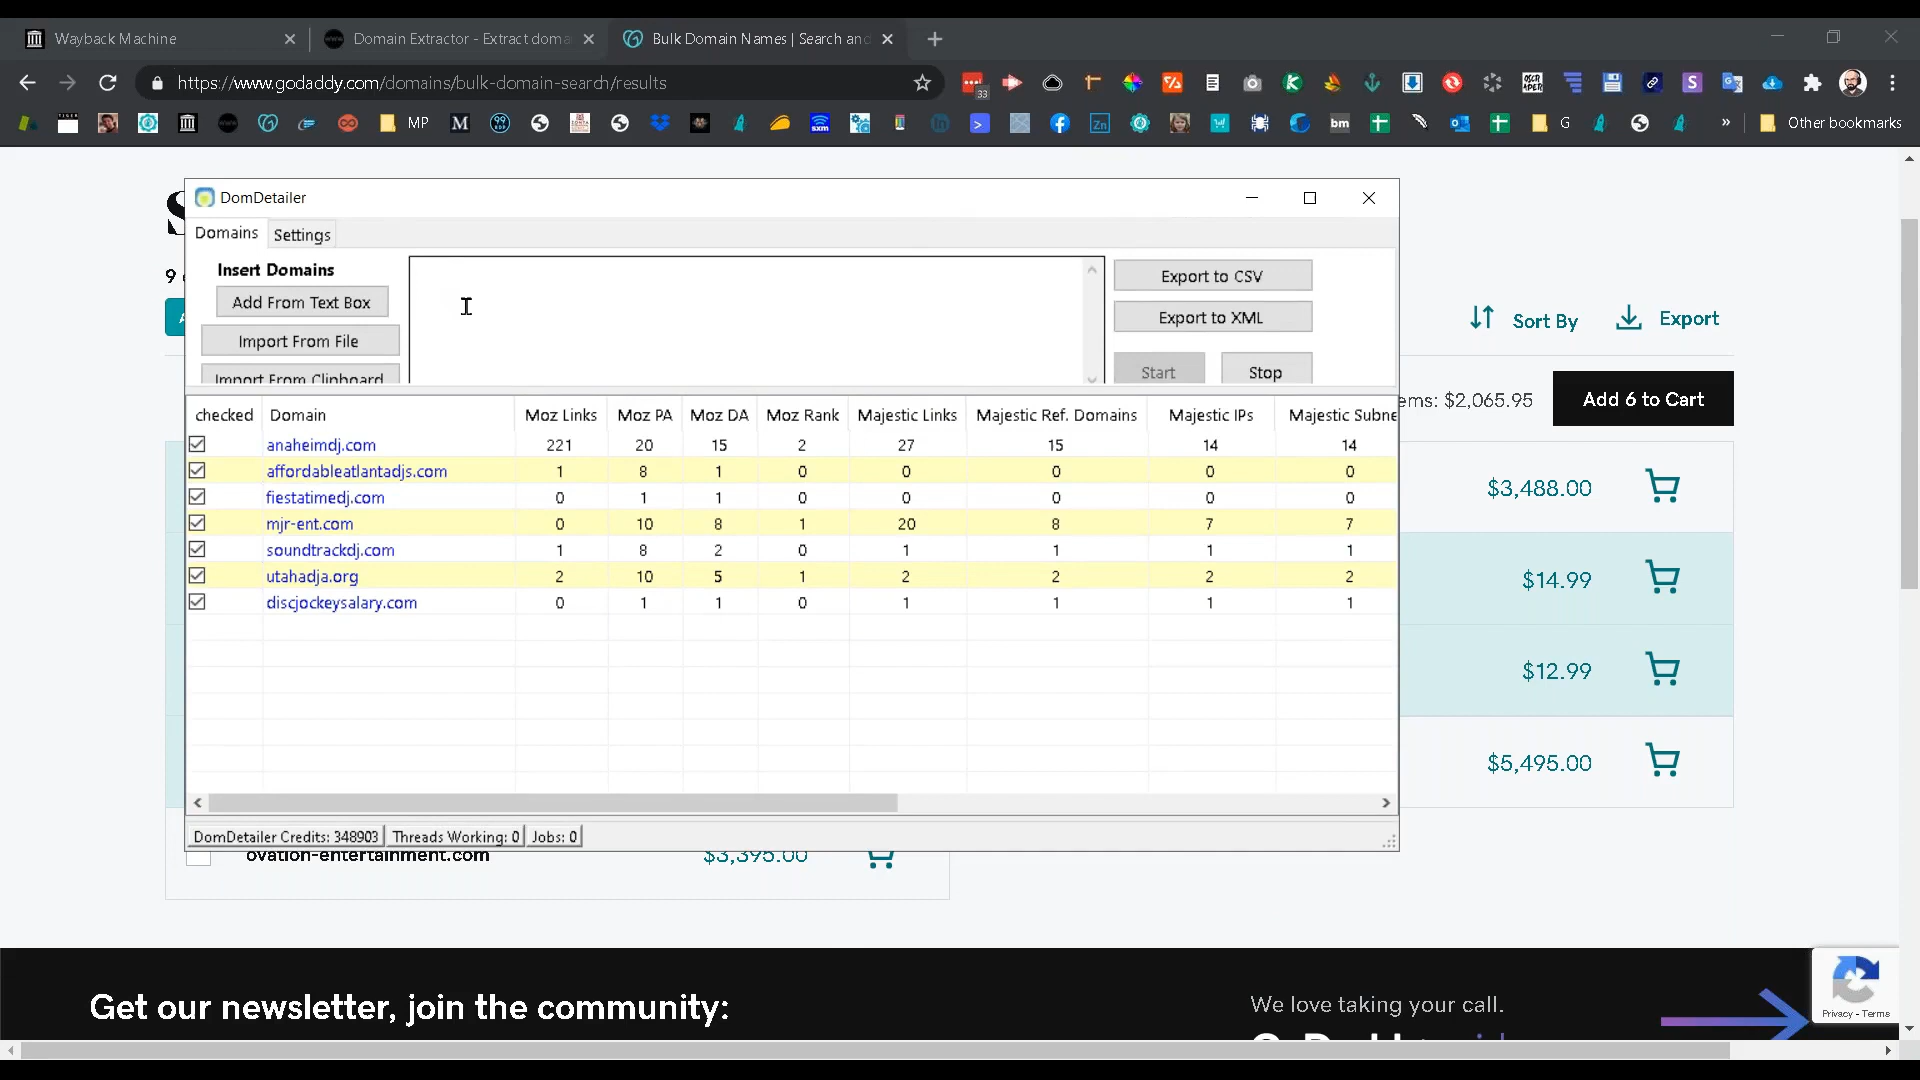 Wayback Machine
Domain Extractor - Extract doma
Bulk Domain Names | Search and
https://www.godaddy.com/domains/bulk-domain-search/results
33
MP
M
99
sxm
Zn
bm
G
»
Other bookmarks
S
9
DomDetailer
Domains
Settings
Insert Domains
Add From Text Box
Import From File
Import From Clipboard
Export to CSV
Export to XML
Start
Stop
Sort By
Export
ems: $2,065.95
Add 6 to Cart
checked Domain Moz Links Moz PA Moz DA Moz Rank Majestic Links Majestic Ref. Domains Majestic IPs Majestic Subne
anaheimdj.com 221 20 15 2 27 15 14 14
affordableatlantadjs.com 1 8 1 0 0 0 0 0
fiestatimedj.com 0 1 1 0 0 0 0 0
mjr-ent.com 0 10 8 1 20 8 7 7
soundtrackdj.com 1 8 2 0 1 1 1 1
utahadja.org 2 10 5 1 2 2 2 2
discjockeysalary.com 0 1 1 0 1 1 1 1
$3,488.00
$14.99
$12.99
$5,495.00
DomDetailer Credits: 348903 Threads Working: 0 Jobs: 0
ovation-entertainment.com
$3,395.00
Get our newsletter, join the community:
We love taking your call.
Privacy - Terms